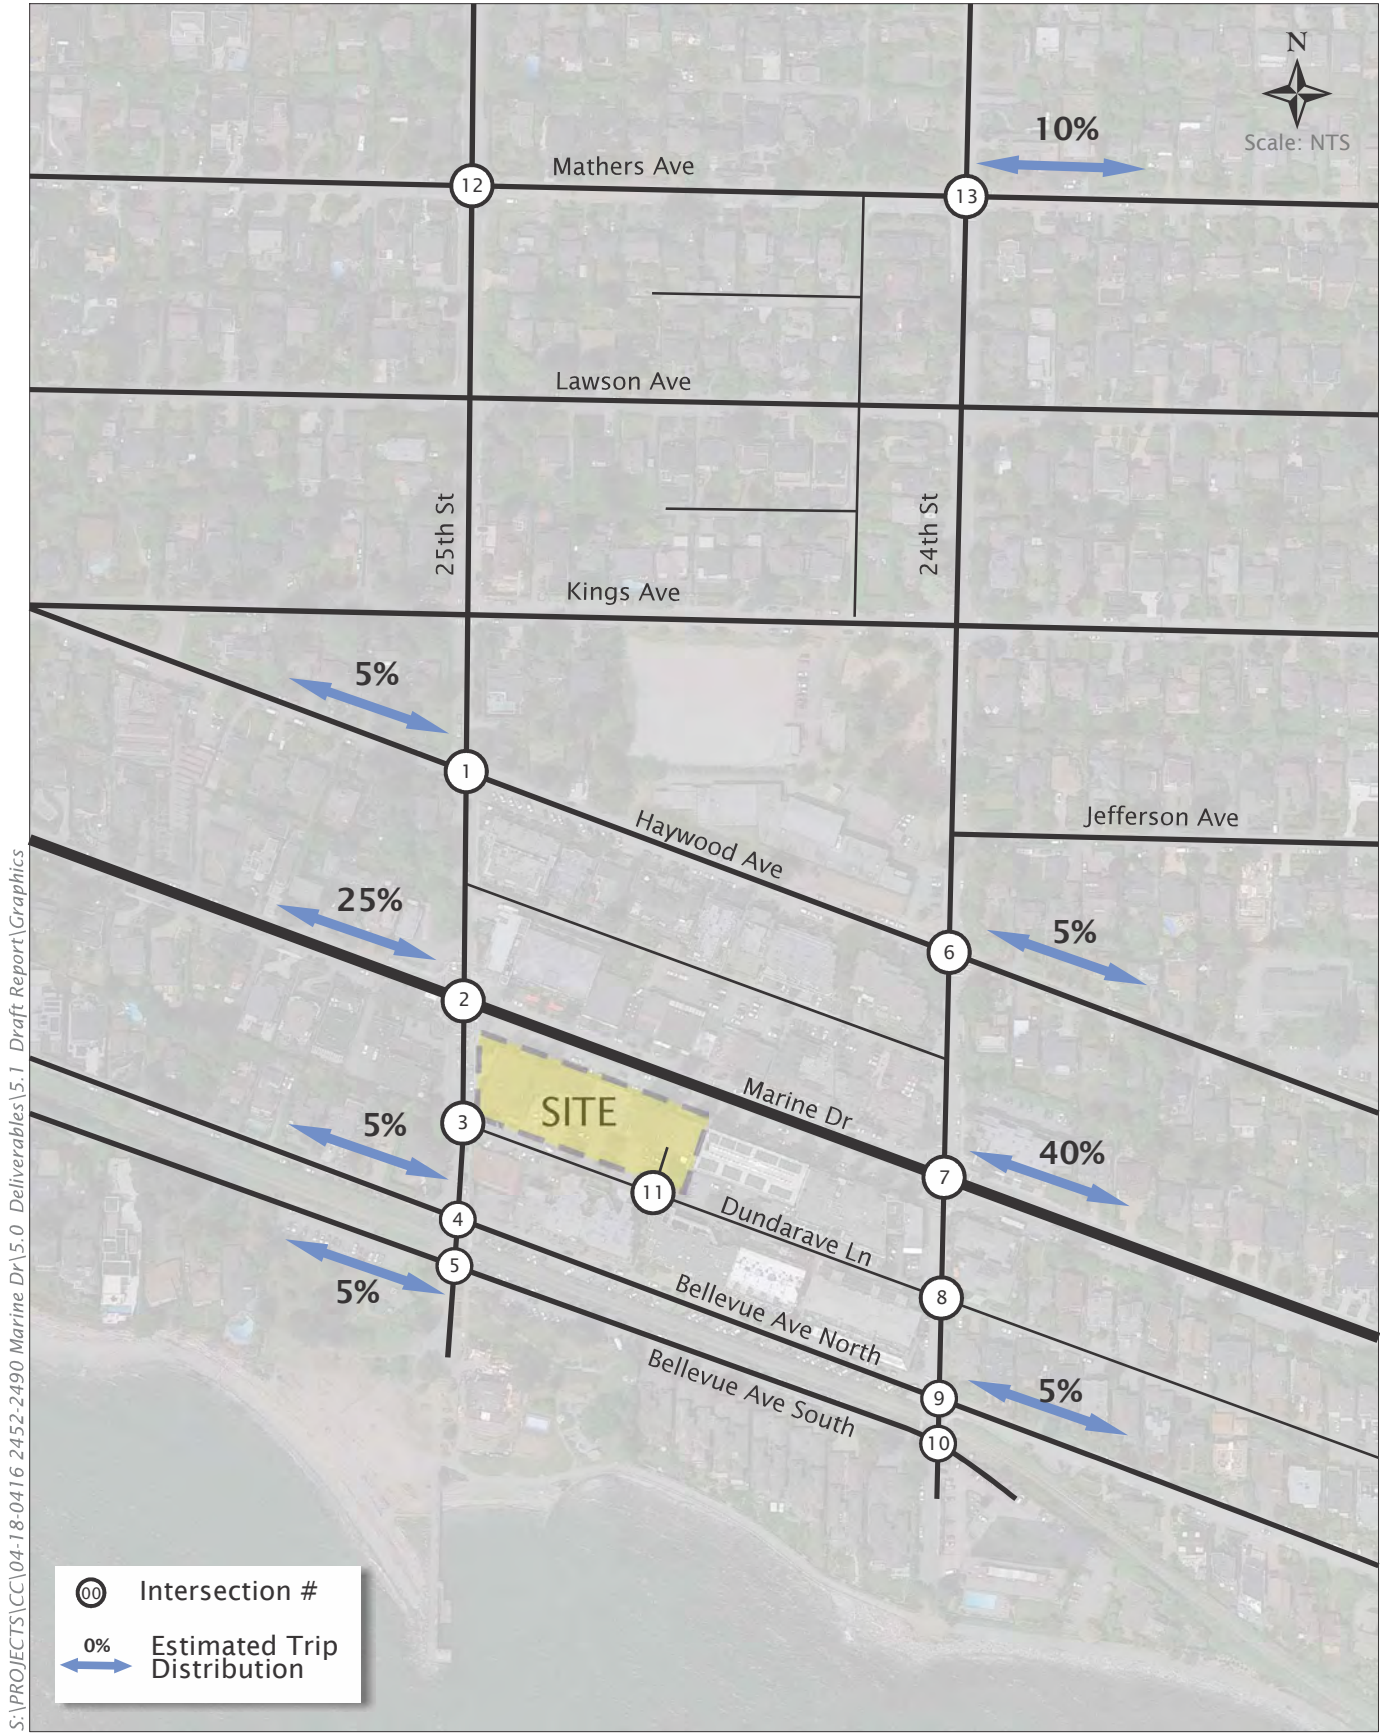 N
Scale: NTS
10%
Mathers Ave
12
13
Lawson Ave
25th St
24th St
Kings Ave
5%
1
Haywood Ave
Jefferson Ave
25%
6
5%
2
SITE
Marine Dr
3
5%
40%
7
11
Dundarave Ln
4
5
5%
Bellevue Ave North
8
Bellevue Ave South
9
5%
10
00 Intersection #
0% Estimated Trip
Distribution
S:\PROJECTS\CC\04-18-0416 2452-2490 Marine Dr\5.0 Deliverables\5.1 Draft Report\Graphics